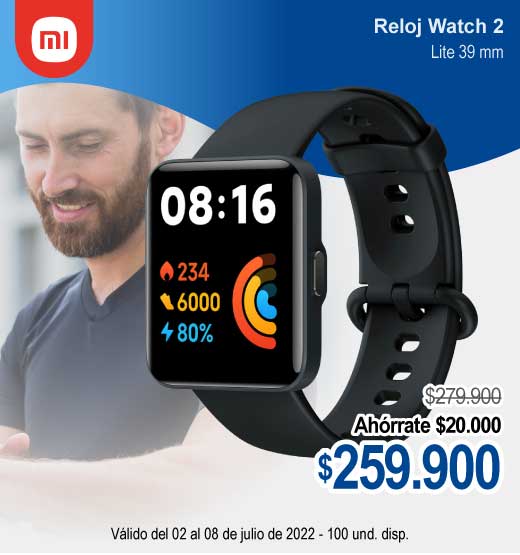 mi
Reloj Watch 2
Lite 39 mm
08:16
234
6000
80%
$279.900
Ahórrate $20.000
$259.900
Válido del 02 al 08 de julio de 2022 - 100 und. disp.